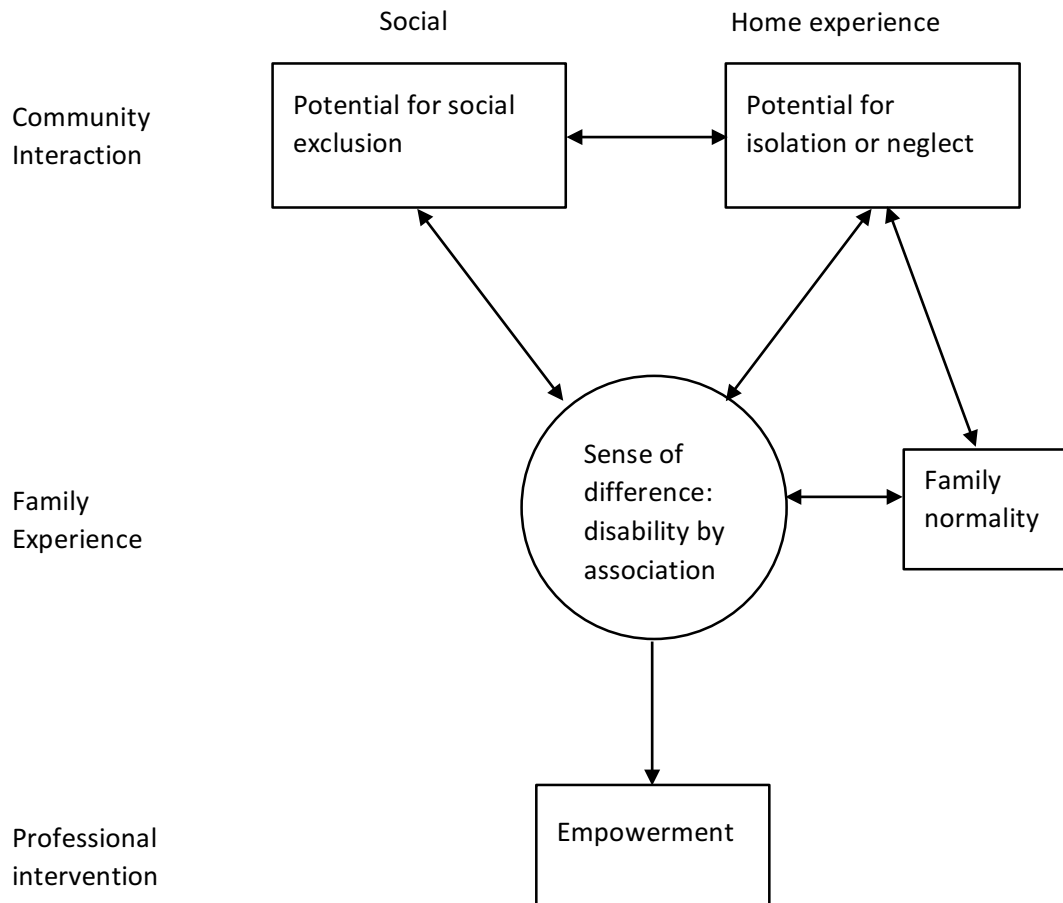 Social
Home experience
Community
Interaction
Potential for social
exclusion
Potential for
isolation or neglect
Family
Experience
Sense of
difference:
disability by
association
Family
normality
Professional
intervention
Empowerment